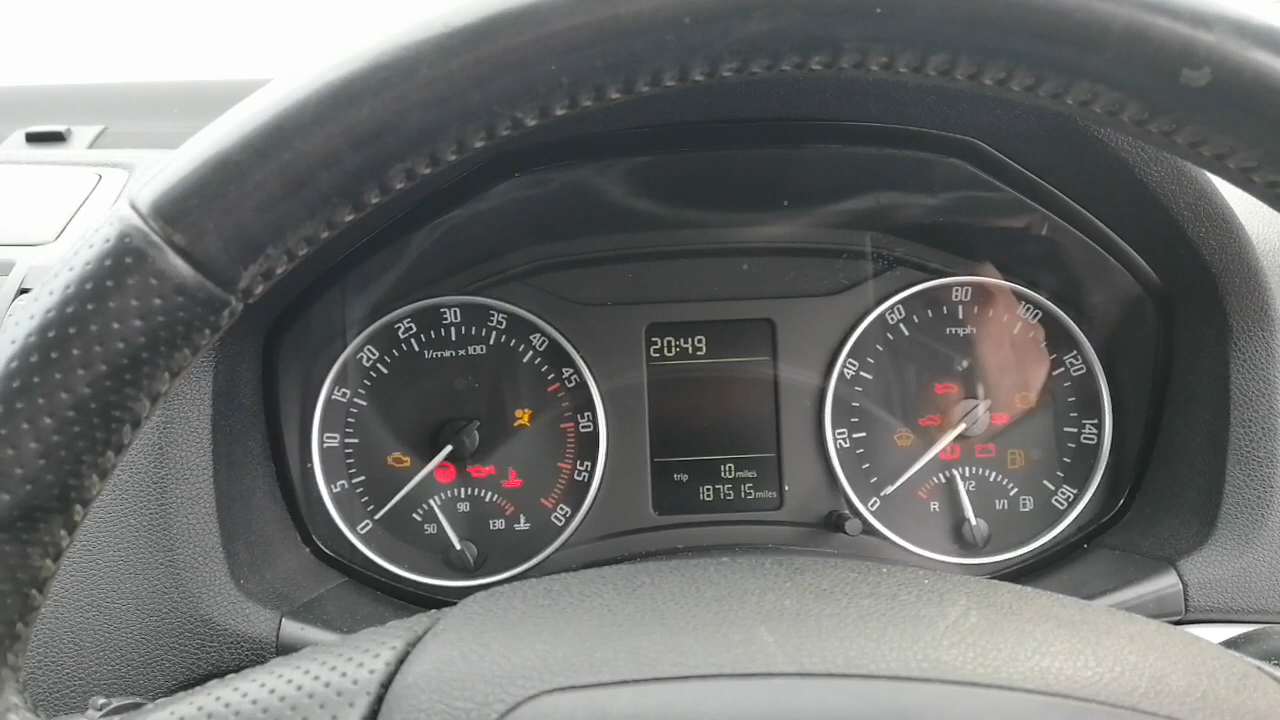 0 5 10 15 20 25 30 35 40 45 50 55 60
1/min x 100
50 90 130
20:49
trip 1.0 miles
187515 miles
0 20 40 60 80 100 120 140 160
mph
R 1/2 1/1